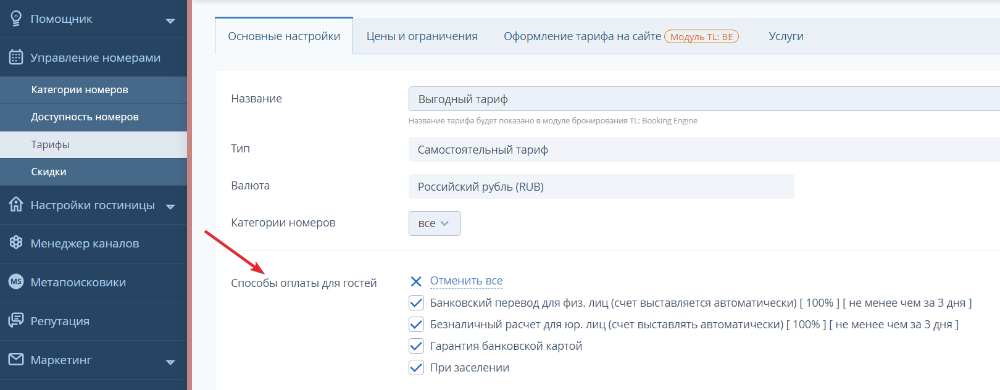 Помощник
Управление номерами
Категории номеров
Доступность номеров
Тарифы
Скидки
Настройки гостиницы
Менеджер каналов
MS Метапоисковики
Репутация
Маркетинг
Основные настройки Цены и ограничения Оформление тарифа на сайте Модуль TL: BE Услуги
Название Выгодный тариф
Название тарифа будет показано в модуле бронирования TL: Booking Engine
Тип Самостоятельный тариф
Валюта Российский рубль (RUB)
Категории номеров все
Способы оплаты для гостей Отменить все
Банковский перевод для физ. лиц (счет выставляется автоматически) [ 100% ] [ не менее чем за 3 дня ]
Безналичный расчет для юр. лиц (счет выставлять автоматически) [ 100% ] [ не менее чем за 3 дня ]
Гарантия банковской картой
При заселении